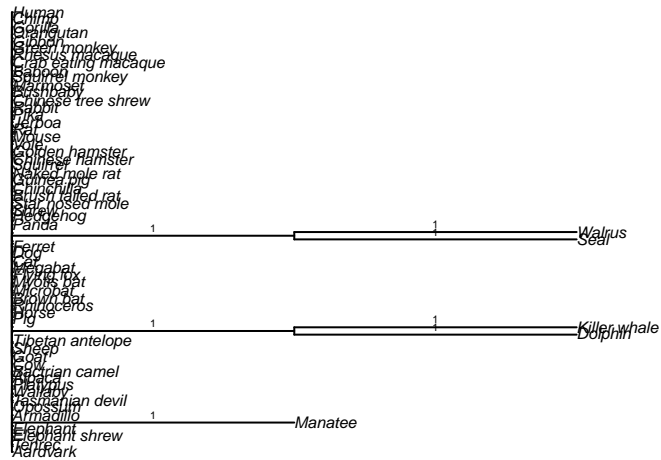 Human
Chimp
Gorilla
Orangutan
Gibbon
Green monkey
Rhesus macaque
Crab eating macaque
Baboon
Squirrel monkey
Marmoset
Bushbaby
Chinese tree shrew
Rabbit
Pika
Jerboa
Rat
Mouse
Vole
Golden hamster
Chinese hamster
Squirrel
Naked mole rat
Guinea pig
Chinchilla
Brush tailed rat
Star nosed mole
Shrew
Hedgehog
Panda
1
1
Walrus
1
Seal
Ferret
Dog
Cat
Megabat
Flying fox
Myotis bat
Microbat
Brown bat
Rhinoceros
Horse
Pig
1
1
Killer whale
1
Dolphin
Tibetan antelope
Sheep
Goat
Cow
Bactrian camel
Alpaca
Platypus
Wallaby
Tasmanian devil
Opossum
Armadillo
1
Manatee
Elephant
Elephant shrew
Tenrec
Aardvark